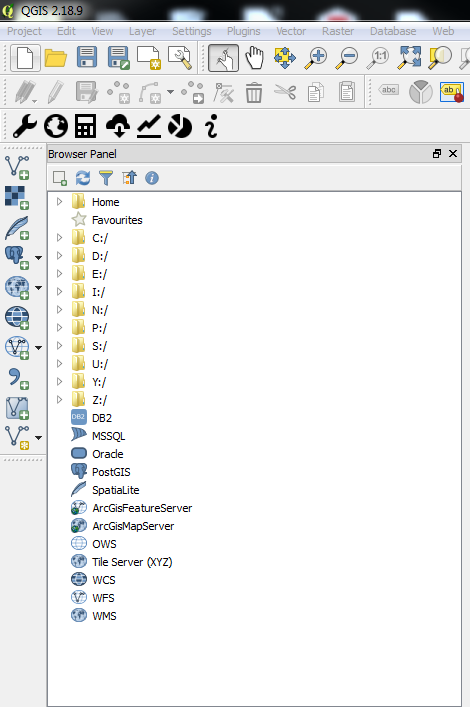 QGIS 2.18.9
Project Edit View Layer Settings Plugins Vector Raster Database Web
1:1
abc ab
Browser Panel
Home
Favourites
C:/
D:/
E:/
I:/
N:/
P:/
S:/
U:/
Y:/
Z:/
DB2 DB2
MSSQL
Oracle
PostGIS
SpatiaLite
ArcGisFeatureServer
ArcGisMapServer
OWS
Tile Server (XYZ)
WCS
WFS
WMS